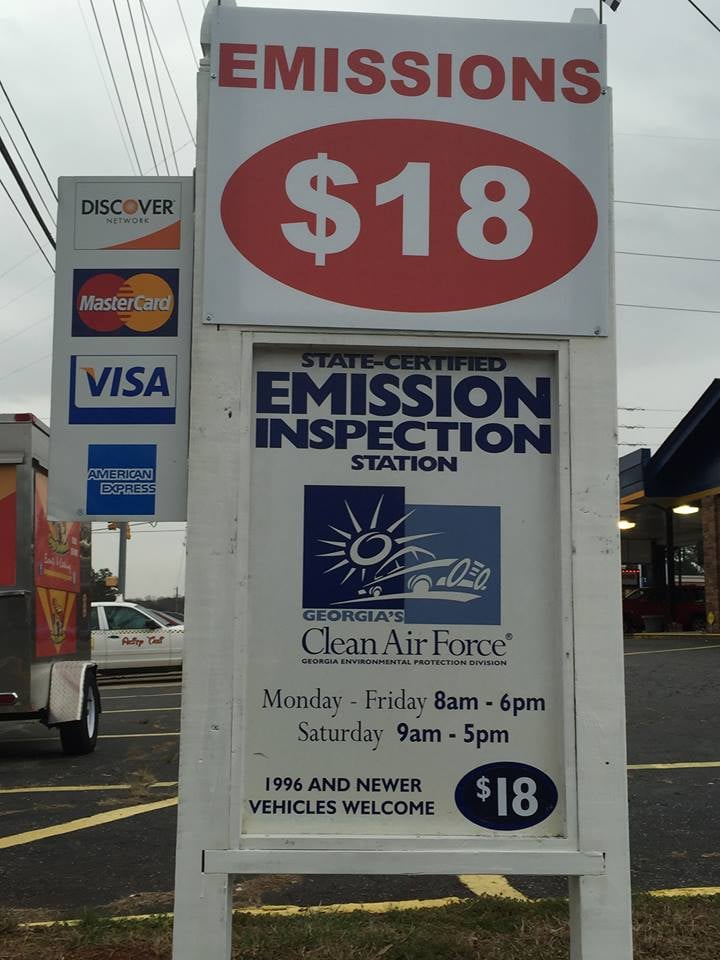 EMISSIONS
$18
DISCOVER
NETWORK
MasterCard
VISA
AMERICAN
EXPRESS
STATE-CERTIFIED
EMISSION
INSPECTION
STATION
GEORGIA'S
Clean Air Force®
GEORGIA ENVIRONMENTAL PROTECTION DIVISION
Monday - Friday 8am - 6pm
Saturday 9am - 5pm
1996 AND NEWER
VEHICLES WELCOME
$18